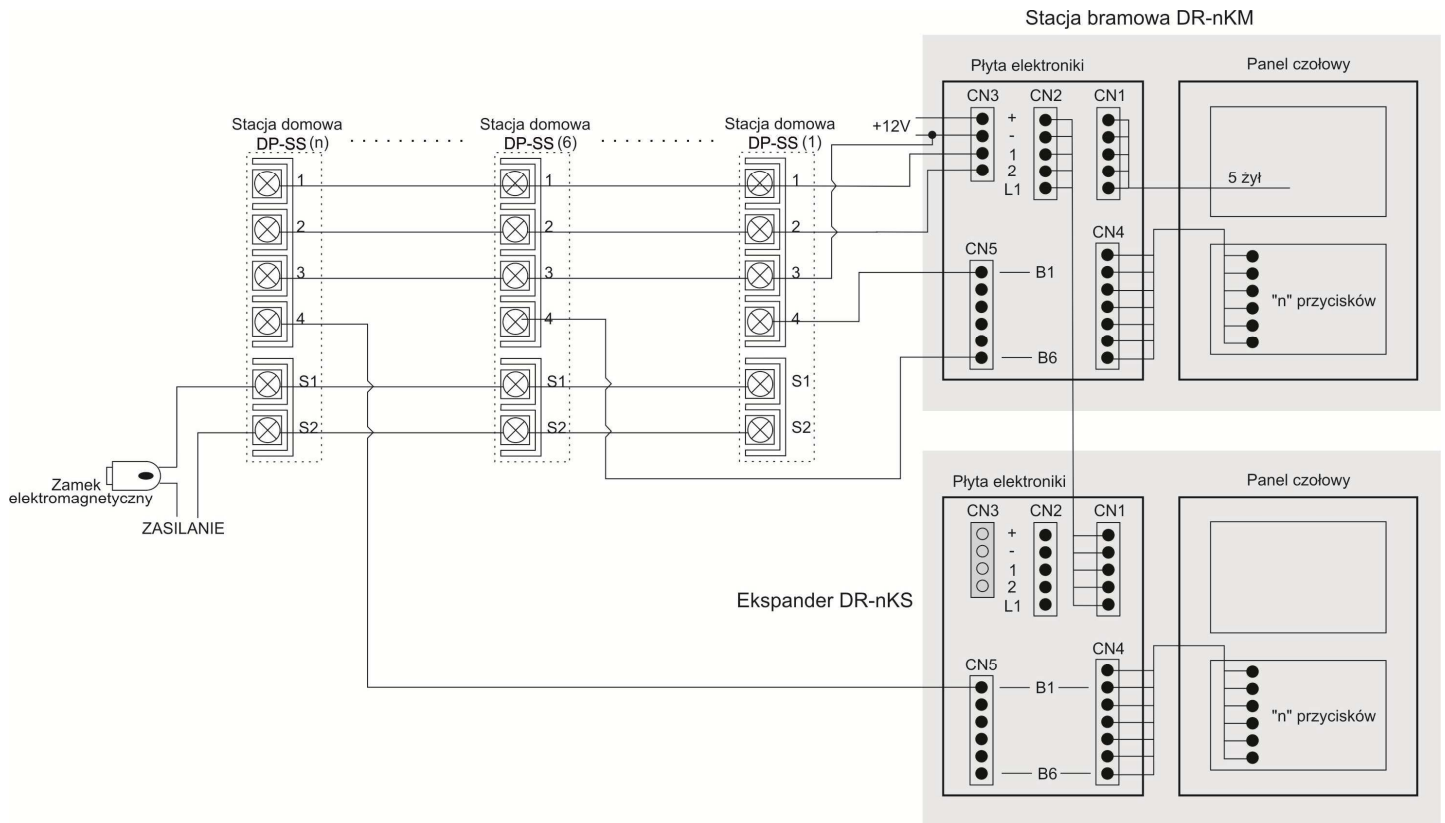 Stacja bramowa DR-nKM
Płyta elektroniki
Panel czołowy
CN3 CN2 CN1
+
-
1
2
L1
+12V
5 żył
CN5
CN4
B1
B6
"n" przycisków
Stacja domowa
DP-SS (n)
Stacja domowa
DP-SS (6)
Stacja domowa
DP-SS (1)
1 1 1
2 2 2
3 3 3
4 4 4
S1 S1 S1
S2 S2 S2
Zamek
elektromagnetyczny
ZASILANIE
Ekspander DR-nKS
Płyta elektroniki
Panel czołowy
CN3 CN2 CN1
+
-
1
2
L1
CN5
CN4
B1
B6
"n" przycisków